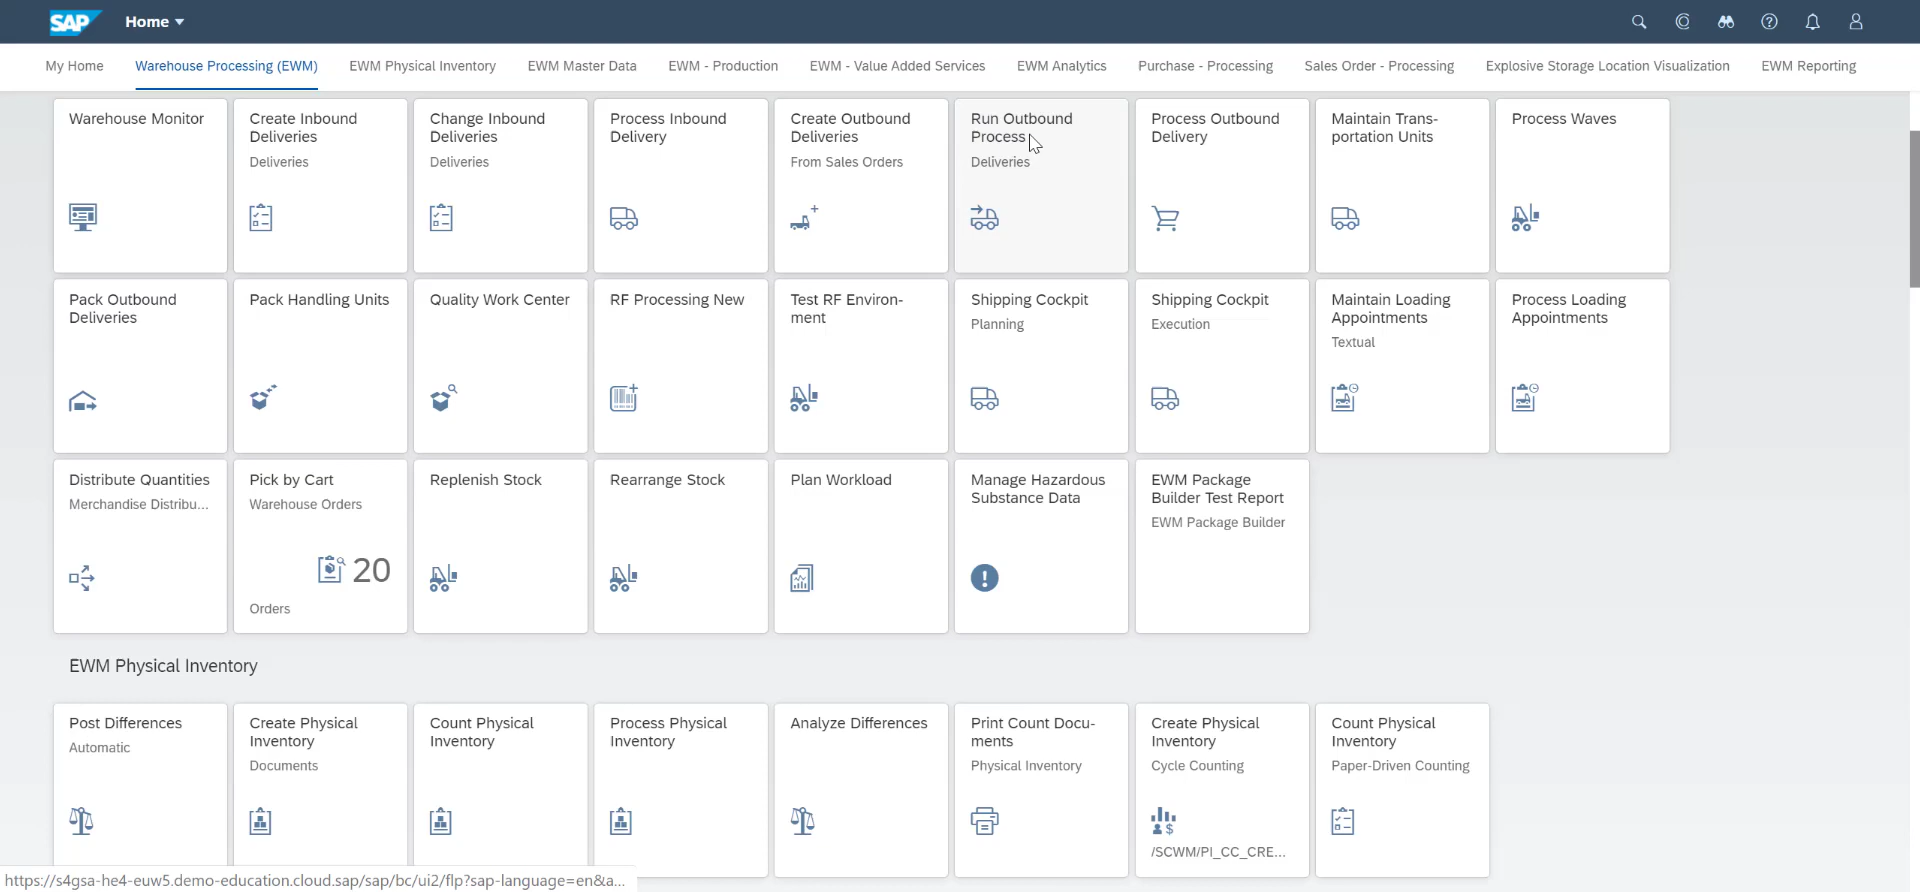 SAP Home
My Home Warehouse Processing (EWM) EWM Physical Inventory EWM Master Data EWM - Production EWM - Value Added Services EWM Analytics Purchase - Processing Sales Order - Processing Explosive Storage Location Visualization EWM Reporting
Warehouse Monitor
Create Inbound
Deliveries
Deliveries
Change Inbound
Deliveries
Deliveries
Process Inbound
Delivery
Create Outbound
Deliveries
From Sales Orders
Run Outbound
Process
Deliveries
Process Outbound
Delivery
Maintain Trans-
portation Units
Process Waves
Pack Outbound
Deliveries
Pack Handling Units
Quality Work Center
RF Processing New
Test RF Environ-
ment
Shipping Cockpit
Planning
Shipping Cockpit
Execution
Maintain Loading
Appointments
Textual
Process Loading
Appointments
Distribute Quantities
Merchandise Distribu...
Pick by Cart
Warehouse Orders
20
Orders
Replenish Stock
Rearrange Stock
Plan Workload
Manage Hazardous
Substance Data
EWM Package
Builder Test Report
EWM Package Builder
EWM Physical Inventory
Post Differences
Automatic
Create Physical
Inventory
Documents
Count Physical
Inventory
Process Physical
Inventory
Analyze Differences
Print Count Docu-
ments
Physical Inventory
Create Physical
Inventory
Cycle Counting
/SCWM/PI_CC_CRE...
Count Physical
Inventory
Paper-Driven Counting
https://s4gsa-he4-euw5.demo-education.cloud.sap/sap/bc/ui2/flp?sap-language=en&a...